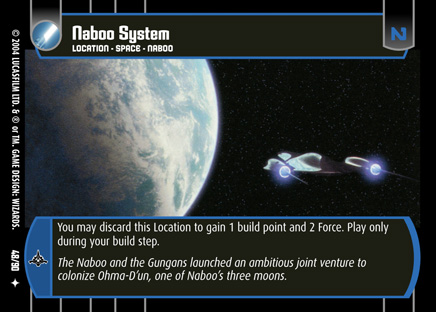 Naboo System
LOCATION - SPACE - NABOO
N
© 2004 LUCASFILM LTD. & ® or TM. GAME DESIGN: WIZARDS.
48/90
You may discard this Location to gain 1 build point and 2 Force. Play only
during your build step.
The Naboo and the Gungans launched an ambitious joint venture to
colonize Ohma-D'un, one of Naboo's three moons.